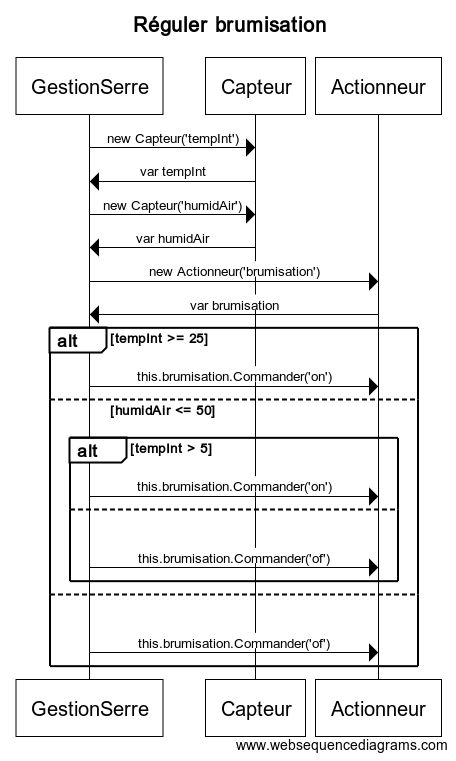 Réguler brumisation
GestionSerre
Capteur
Actionneur
new Capteur('tempInt')
var tempInt
new Capteur('humidAir')
var humidAir
new Actionneur('brumisation')
var brumisation
alt [tempInt >= 25]
this.brumisation.Commander('on')
[humidAir <= 50]
alt [tempInt > 5]
this.brumisation.Commander('on')
this.brumisation.Commander('of')
this.brumisation.Commander('of')
GestionSerre
Capteur
Actionneur
www.websequencediagrams.com